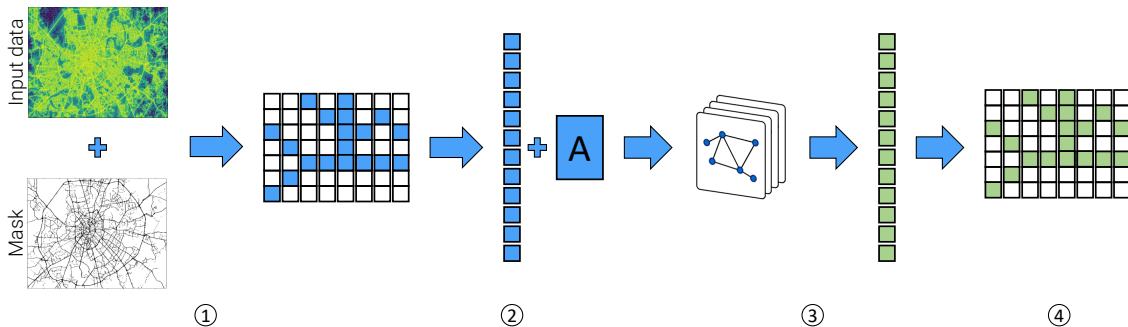 Input data
Mask
A
① ② ③ ④